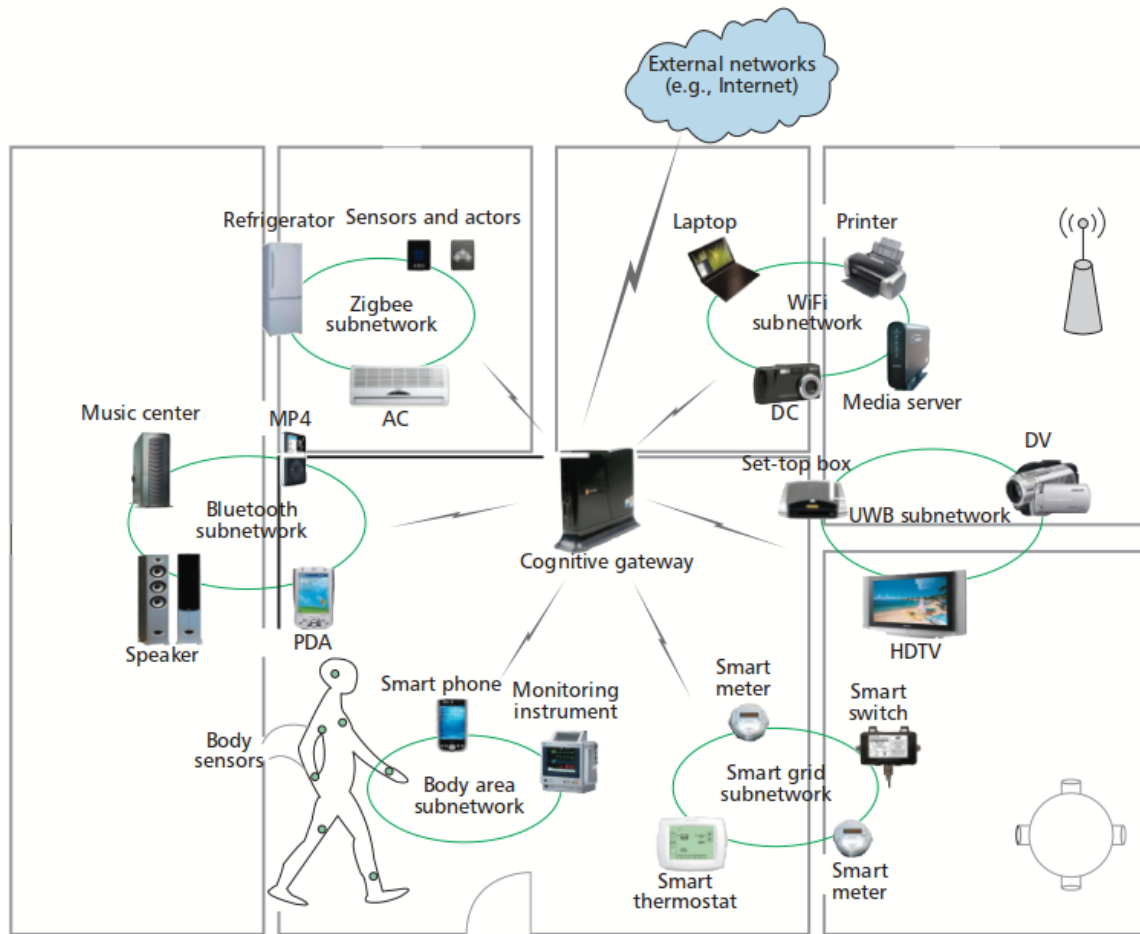 External networks
(e.g., Internet)
Refrigerator
Sensors and actors
Zigbee
subnetwork
AC
Laptop
Printer
WiFi
subnetwork
DC
Media server
Music center
MP4
Bluetooth
subnetwork
Speaker
PDA
Cognitive gateway
Set-top box
DV
UWB subnetwork
HDTV
Body
sensors
Smart phone
Monitoring
instrument
Body area
subnetwork
Smart
meter
Smart
switch
Smart grid
subnetwork
Smart
thermostat
Smart
meter